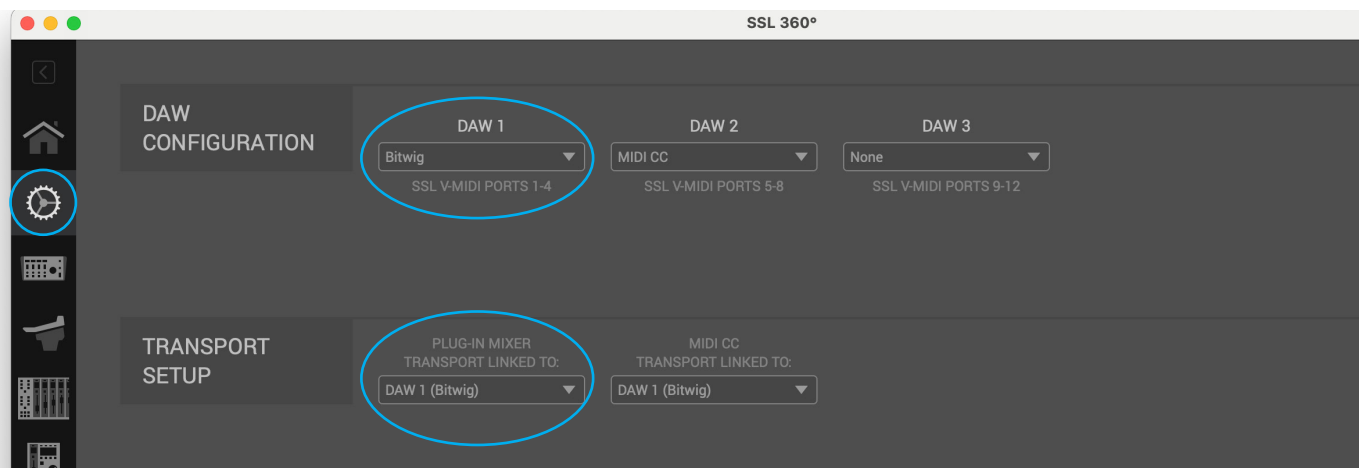 SSL 360°
DAW
CONFIGURATION
DAW 1
Bitwig
SSL V-MIDI PORTS 1-4
DAW 2
MIDI CC
SSL V-MIDI PORTS 5-8
DAW 3
None
SSL V-MIDI PORTS 9-12
TRANSPORT
SETUP
PLUG-IN MIXER
TRANSPORT LINKED TO:
DAW 1 (Bitwig)
MIDI CC
TRANSPORT LINKED TO:
DAW 1 (Bitwig)